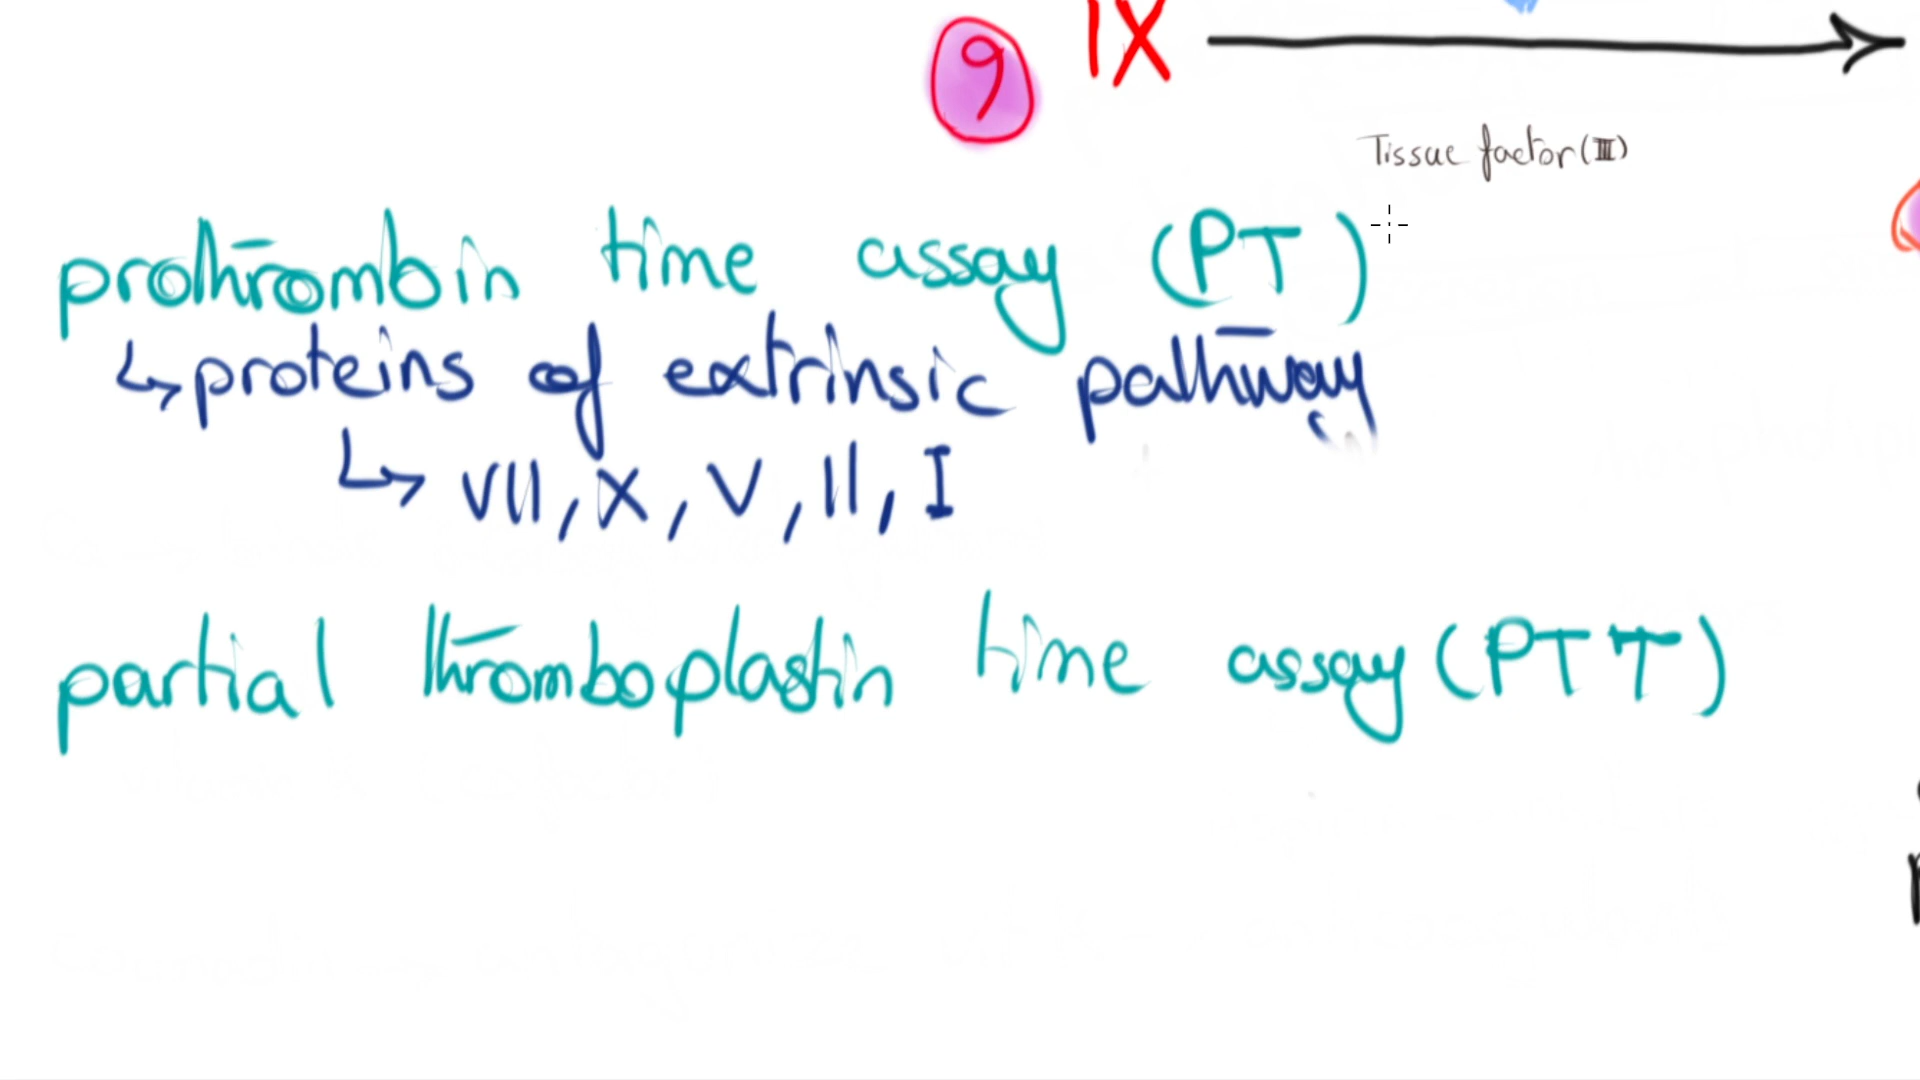 IX
9
Tissue factor (III)
prothrombin time assay (PT)
↳ proteins of extrinsic pathway
↳ VII, X, V, II, I
partial thromboplastin time assay (PTT)